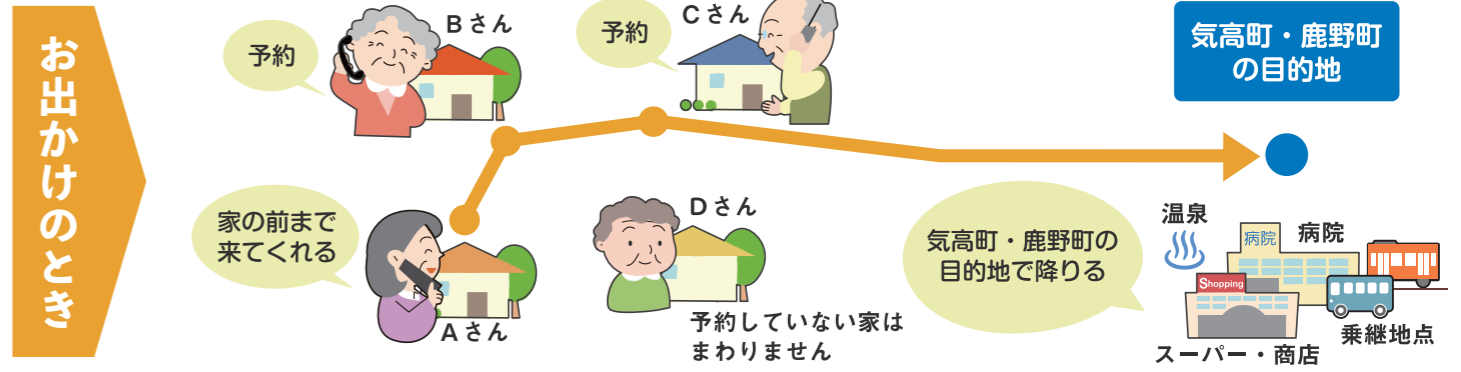 お出かけのとき
予約
Bさん
予約
Cさん
気高町・鹿野町
の目的地
家の前まで
来てくれる
Aさん
Dさん
予約していない家は
まわりません
気高町・鹿野町の
目的地で降りる
温泉
病院
病院
Shopping
スーパー・商店
乗継地点